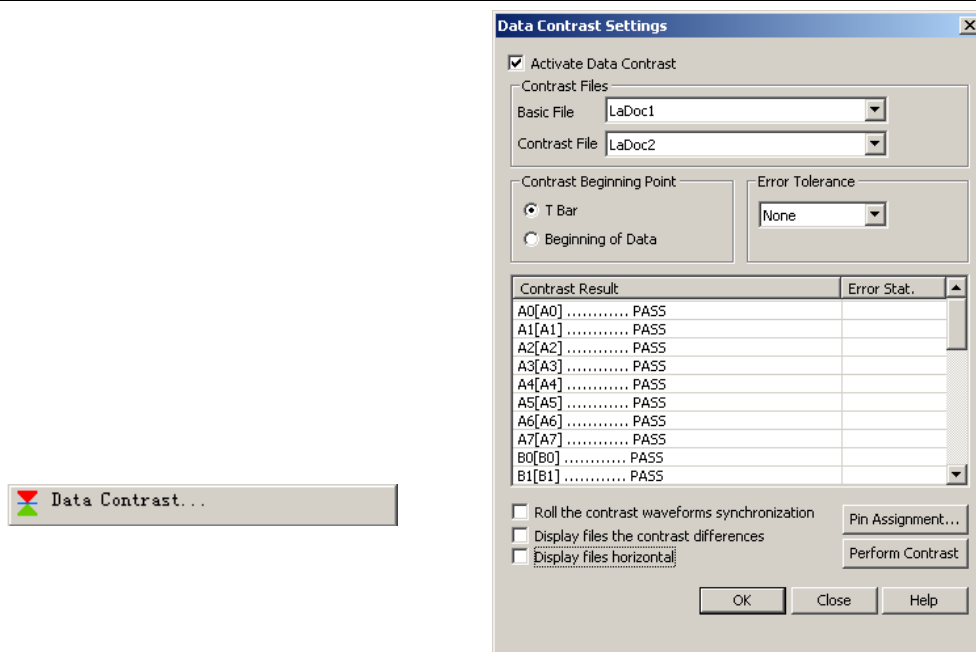 Data Contrast Settings
Activate Data Contrast
Contrast Files
Basic File LaDoc1
Contrast File LaDoc2
Contrast Beginning Point Error Tolerance
T Bar None
Beginning of Data
Contrast Result Error Stat.
A0[A0] ............ PASS
A1[A1] ............ PASS
A2[A2] ............ PASS
A3[A3] ............ PASS
A4[A4] ............ PASS
A5[A5] ............ PASS
A6[A6] ............ PASS
A7[A7] ............ PASS
B0[B0] ............ PASS
B1[B1] ............ PASS
Data Contrast...
Roll the contrast waveforms synchronization
Pin Assignment...
Display files the contrast differences
Display files horizontal
Perform Contrast
OK Close Help